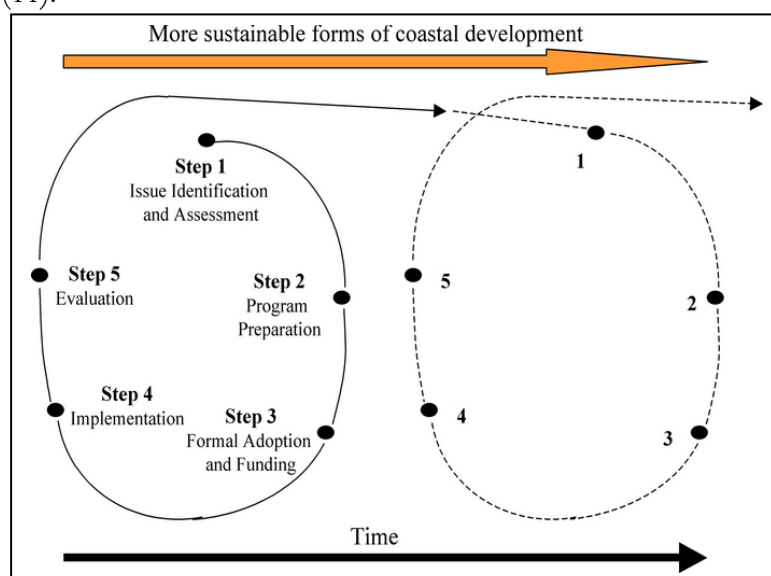 (11).
More sustainable forms of coastal development
Step 1
Issue Identification
and Assessment
Step 2
Program
Preparation
Step 3
Formal Adoption
and Funding
Step 4
Implementation
Step 5
Evaluation
1
2
3
4
5
Time